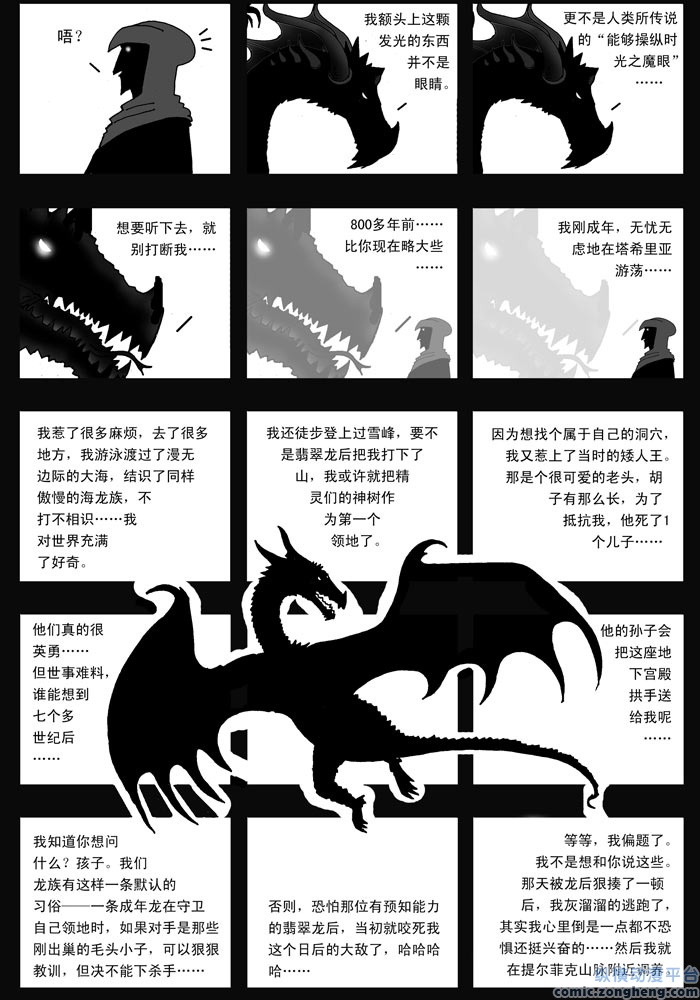 唔？
我额头上这颗
发光的东西
并不是
眼睛。
更不是人类所传说
的“能够操纵时
光之魔眼”
……
想要听下去，就
别打断我……
800多年前……
比你现在略大些
……
我刚成年，无忧无
虑地在塔希里亚
游荡……
我惹了很多麻烦，去了很多
地方，我游泳渡过了漫无
边际的大海，结识了同样
傲慢的海龙族，不
打不相识……我
对世界充满
了好奇。
我还徒步登上过雪峰，要不
是翡翠龙后把我打下了
山，我或许就把精
灵们的神树作
为第一个
领地了。
因为想找个属于自己的洞穴，
我又惹上了当时的矮人王。
那是个很可爱的老头，胡
子有那么长，为了
抵抗我，他死了1
个儿子……
他们真的很
英勇……
但世事难料，
谁能想到
七个多
世纪后
……
他的孙子会
把这座地
下宫殿
拱手送
给我呢
……
我知道你想问
什么？孩子。我们
龙族有这样一条默认的
习俗——一条成年龙在守卫
自己领地时，如果对手是那些
刚出巢的毛头小子，可以狠狠
教训，但决不能下杀手……
否则，恐怕那位有预知能力
的翡翠龙后，当初就咬死我
这个日后的大敌了，哈哈哈
哈…
等等，我偏题了。
我不是想和你说这些。
那天被龙后狠揍了一顿
后，我灰溜溜的逃跑了，
其实我心里倒是一点都不恐
惧还挺兴奋的……然后我就
在提尔菲克山脉附近调养
纵横动漫平台
comic.zongheng.com